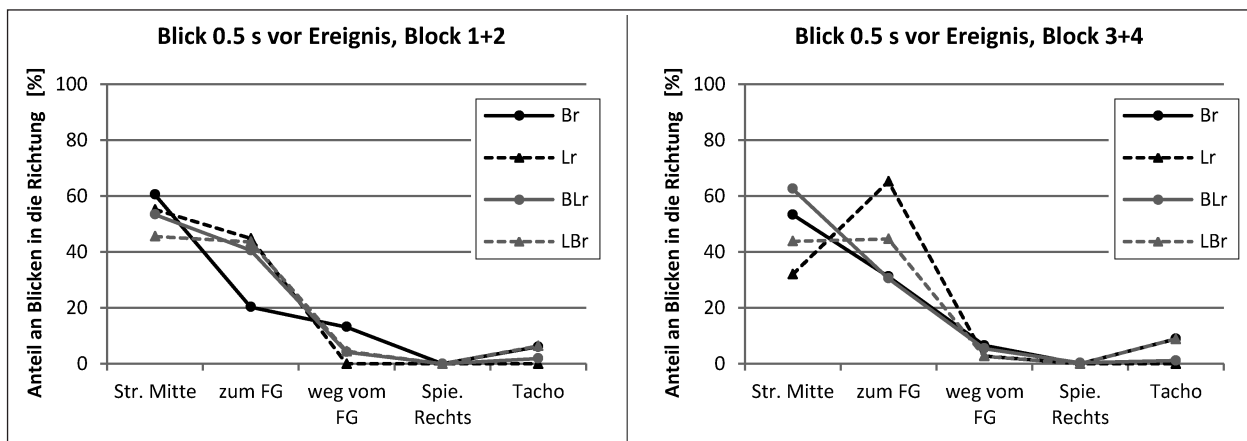 Blick 0.5 s vor Ereignis, Block 1+2
Anteil an Blicken in die Richtung [%]
100
80
60
40
20
0
Br
Lr
BLr
LBr
Str. Mitte
zum FG
weg vom
FG
Spie.
Rechts
Tacho
Blick 0.5 s vor Ereignis, Block 3+4
Anteil an Blicken in die Richtung [%]
100
80
60
40
20
0
Br
Lr
BLr
LBr
Str. Mitte
zum FG
weg vom
FG
Spie.
Rechts
Tacho